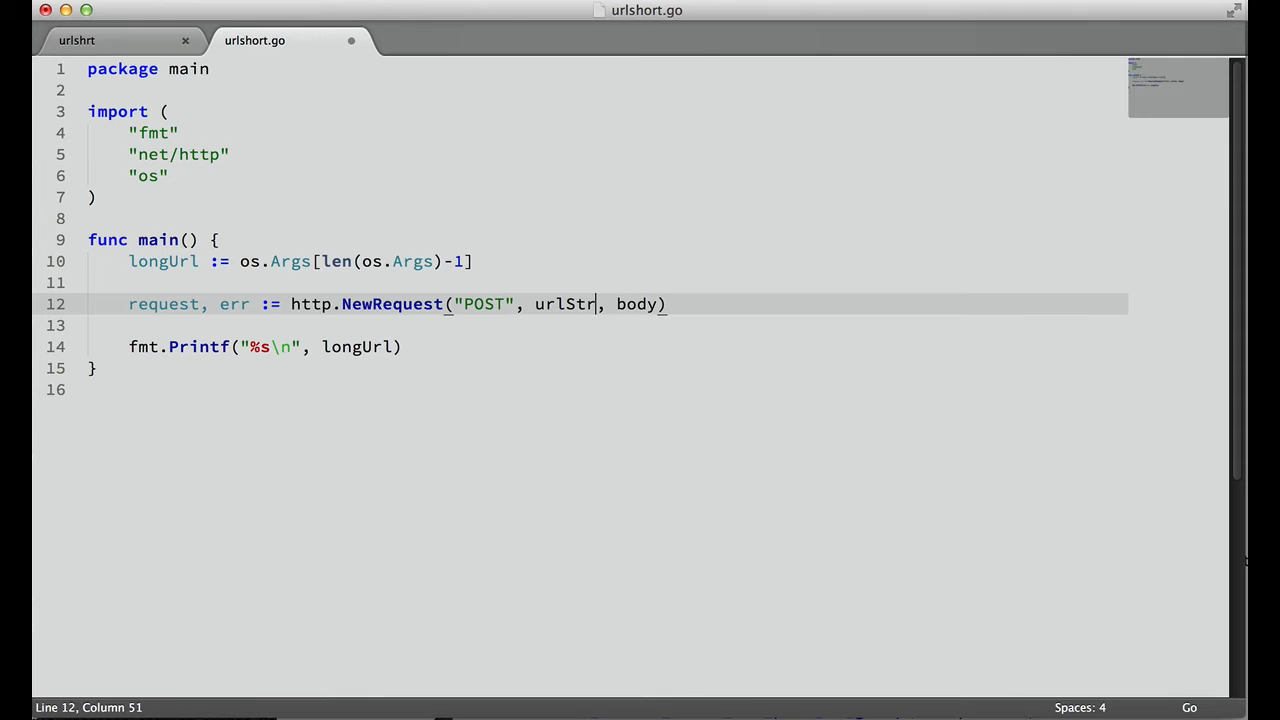 urlshort.go
urlshrt × urlshort.go
1 package main
2
3 import (
4     "fmt"
5     "net/http"
6     "os"
7 )
8
9 func main() {
10     longUrl := os.Args[len(os.Args)-1]
11
12     request, err := http.NewRequest("POST", urlStr, body)
13
14     fmt.Printf("%s\n", longUrl)
15 }
16
Line 12, Column 51 Spaces: 4 Go